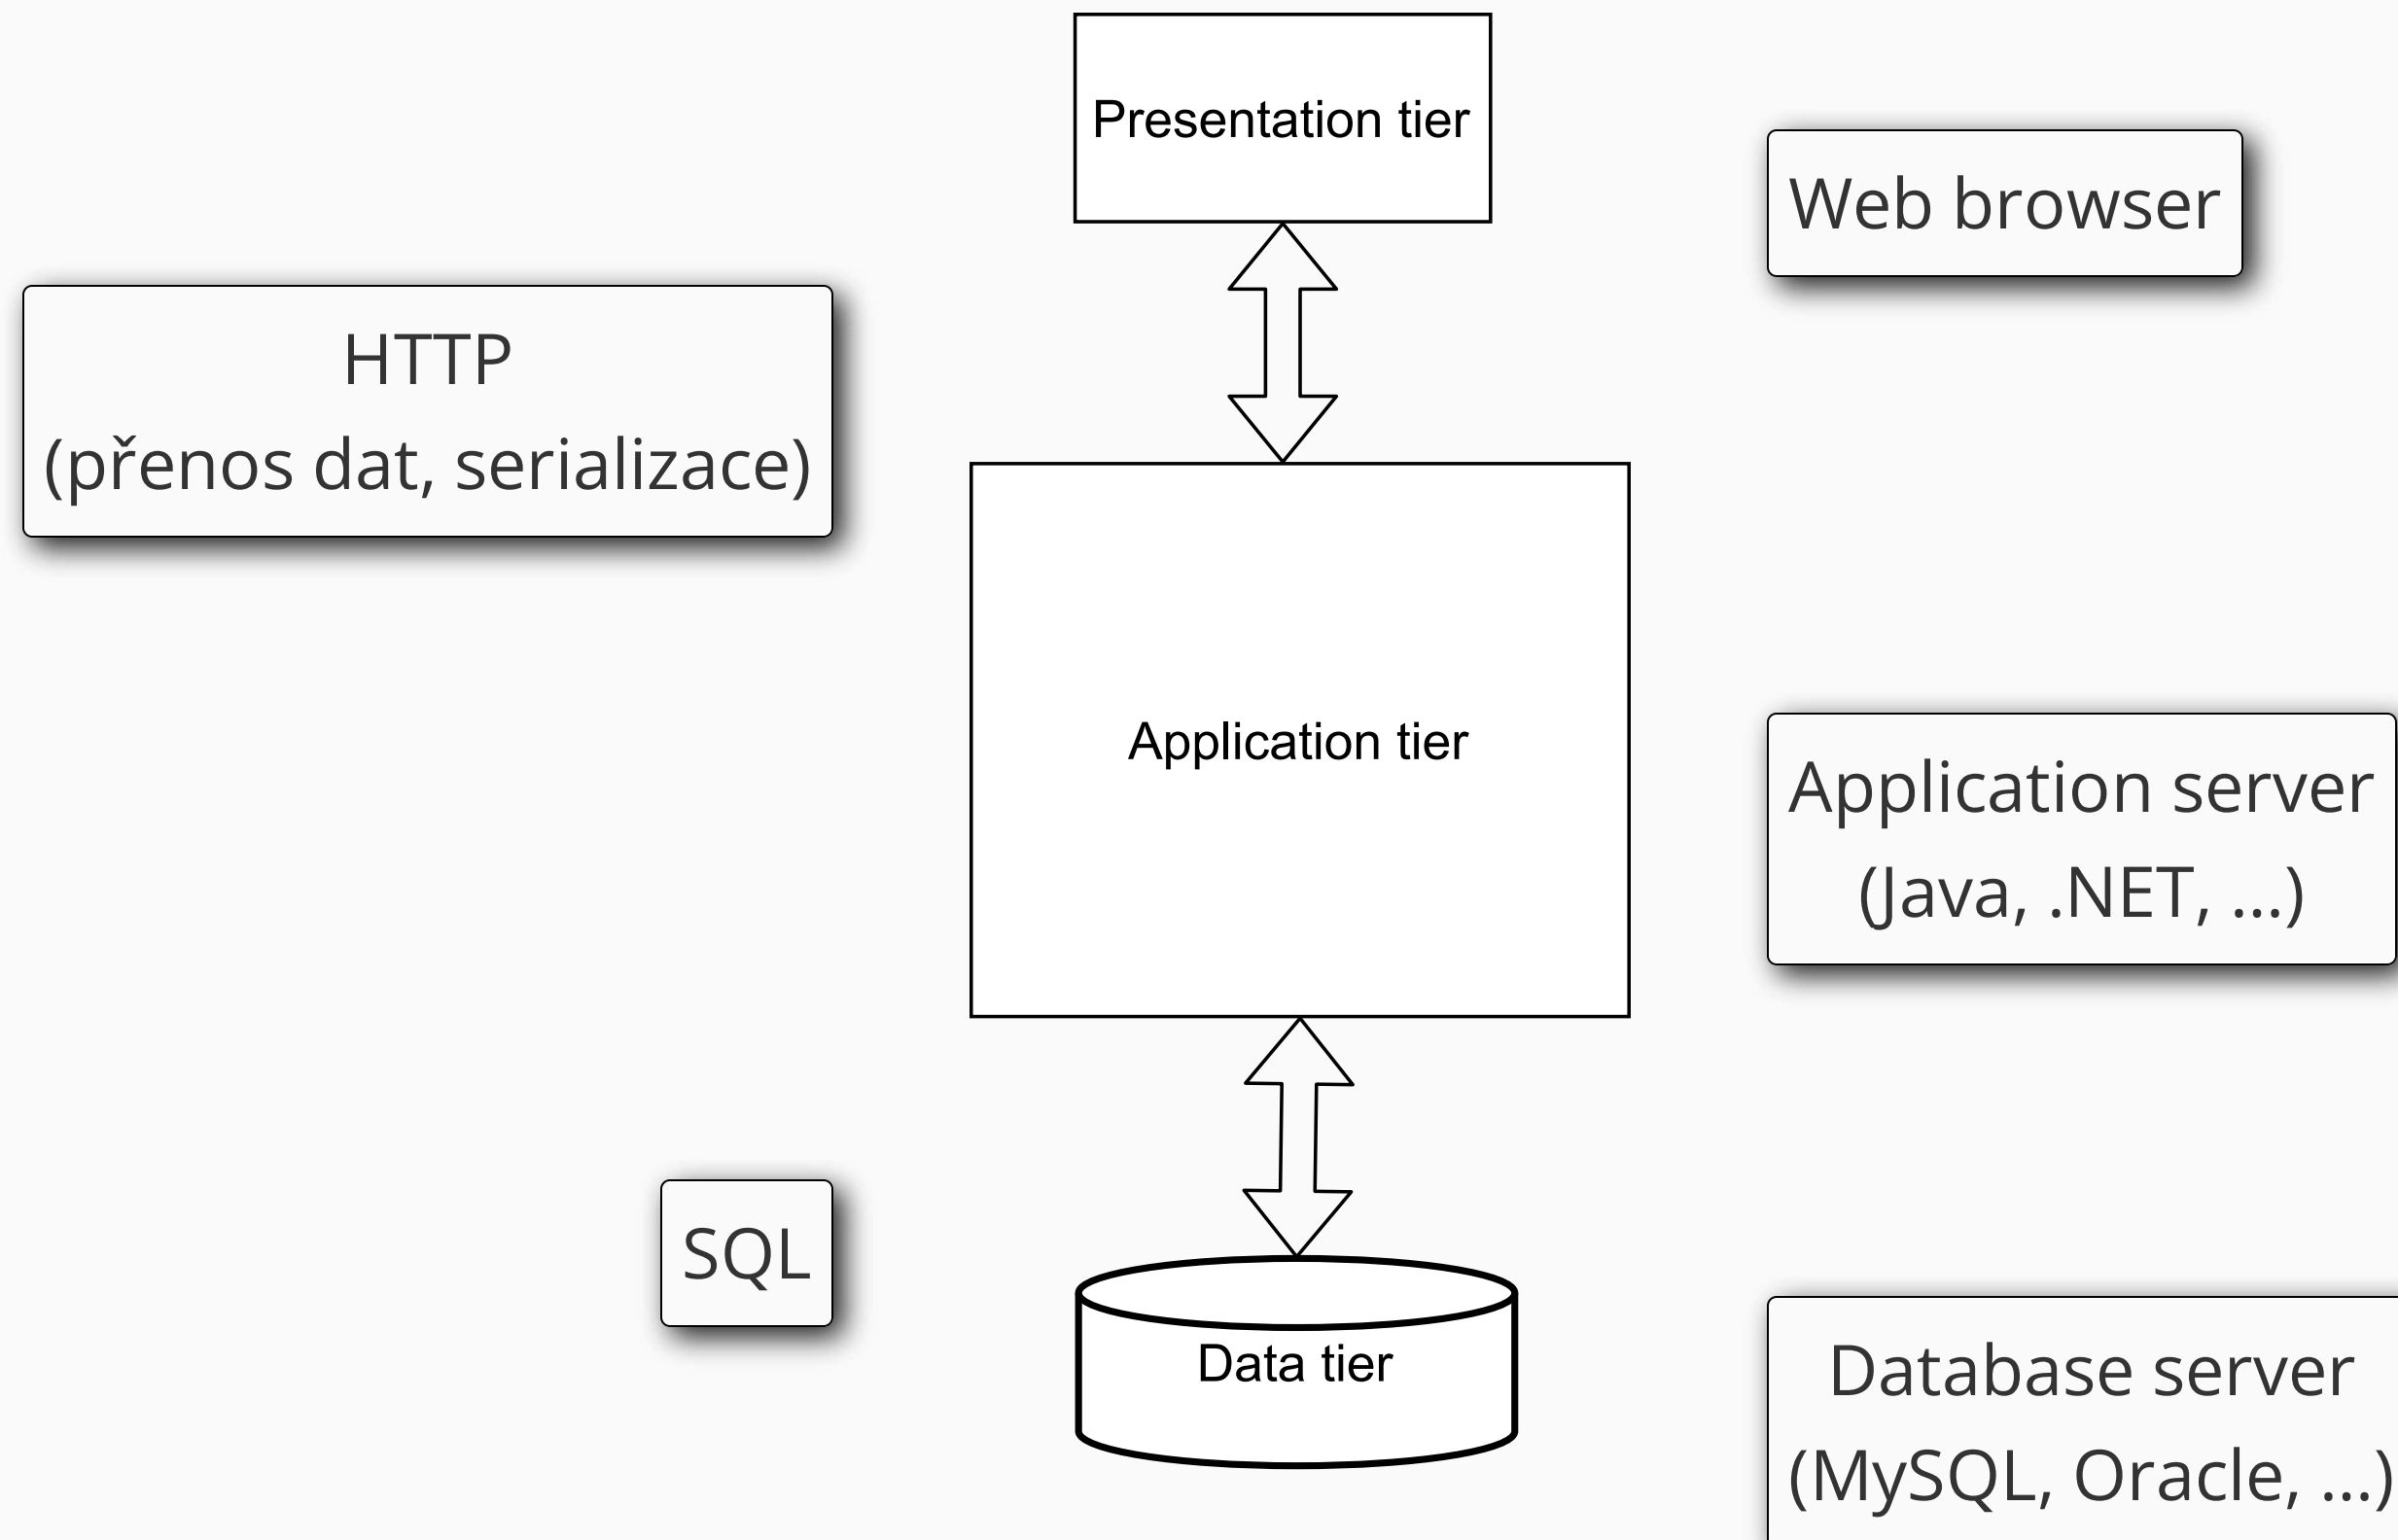 Presentation tier
Web browser
HTTP
(přenos dat, serializace)
Application tier
Application server
(Java, .NET, ...)
SQL
Data tier
Database server
(MySQL, Oracle, ...)